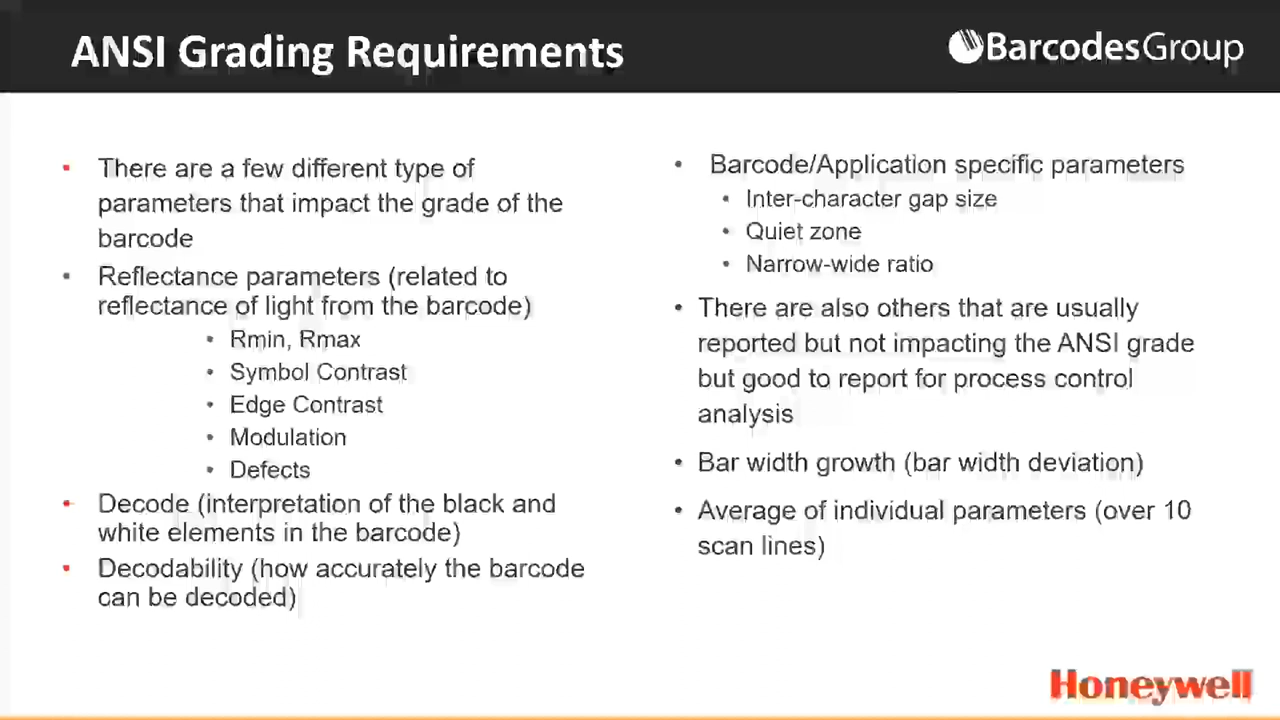 ANSI Grading Requirements
BarcodesGroup
There are a few different type of
parameters that impact the grade of the
barcode
Reflectance parameters (related to
reflectance of light from the barcode)
Rmin, Rmax
Symbol Contrast
Edge Contrast
Modulation
Defects
Decode (interpretation of the black and
white elements in the barcode)
Decodability (how accurately the barcode
can be decoded)
Barcode/Application specific parameters
Inter-character gap size
Quiet zone
Narrow-wide ratio
There are also others that are usually
reported but not impacting the ANSI grade
but good to report for process control
analysis
Bar width growth (bar width deviation)
Average of individual parameters (over 10
scan lines)
Honeywell